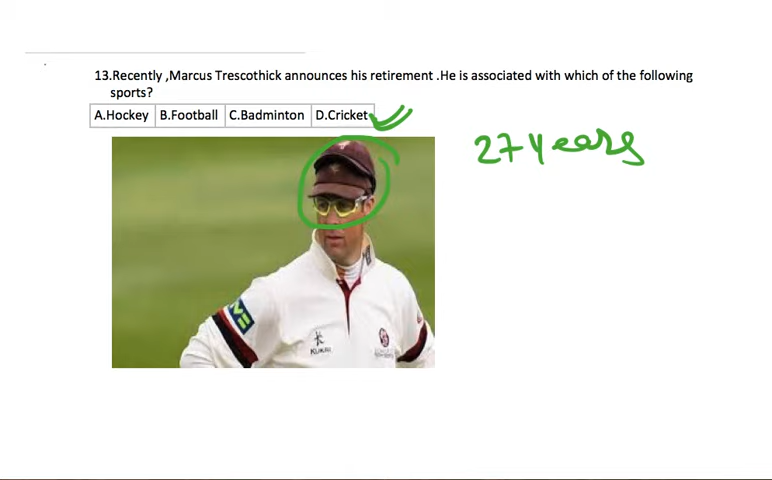 13.Recently ,Marcus Trescothick announces his retirement .He is associated with which of the following
sports?
A.Hockey B.Football C.Badminton D.Cricket
27 years
KUKRI